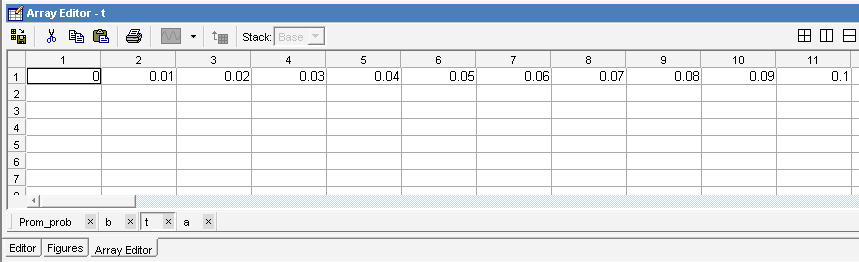 Array Editor - t
Stack: Base
1 2 3 4 5 6 7 8 9 10 11
1 0 0.01 0.02 0.03 0.04 0.05 0.06 0.07 0.08 0.09 0.1
2
3
4
5
6
7
8
Prom_prob b t a
Editor Figures Array Editor